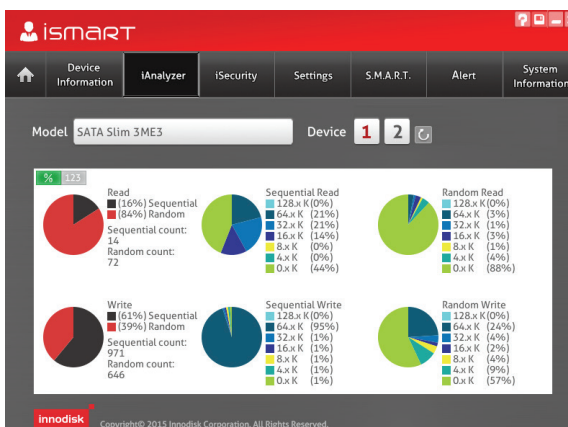 ismart
Device Information
iAnalyzer
iSecurity
Settings
S.M.A.R.T.
Alert
System Information
Model SATA Slim 3ME3 Device 1 2
% 123
Read
(16%) Sequential
(84%) Random
Sequential count:
14
Random count:
72
Sequential Read
128.x K(0%)
64.x K (21%)
32.x K (21%)
16.x K (14%)
8.x K (0%)
4.x K (0%)
0.x K (44%)
Random Read
128.x K(0%)
64.x K (3%)
32.x K (1%)
16.x K (3%)
8.x K (1%)
4.x K (4%)
0.x K (88%)
Write
(61%) Sequential
(39%) Random
Sequential count:
971
Random count:
646
Sequential Write
128.x K(0%)
64.x K (95%)
32.x K (1%)
16.x K (1%)
8.x K (1%)
4.x K (1%)
0.x K (1%)
Random Write
128.x K(0%)
64.x K (24%)
32.x K (4%)
16.x K (2%)
8.x K (4%)
4.x K (9%)
0.x K (57%)
innodisk
Copyright© 2015 Innodisk Corporation. All Rights Reserved.